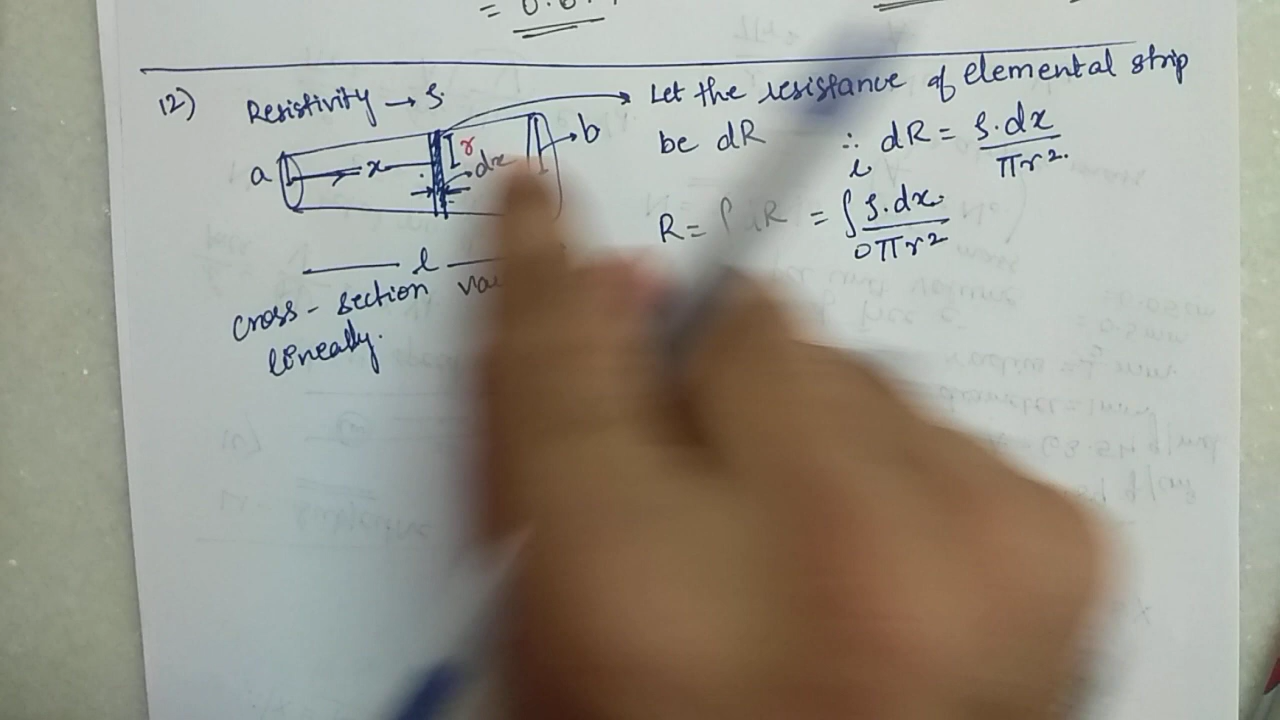 12) Resistivity → ρ.
a x r dx b
l
cross - section
linearly.
Let the resistance of elemental strip
be dR ∴ dR = ρ.dx / πr².
R = ∫dR = ∫₀ˡ ρ.dx / πr²